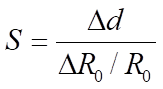 S = Δd / (ΔR₀ / R₀)